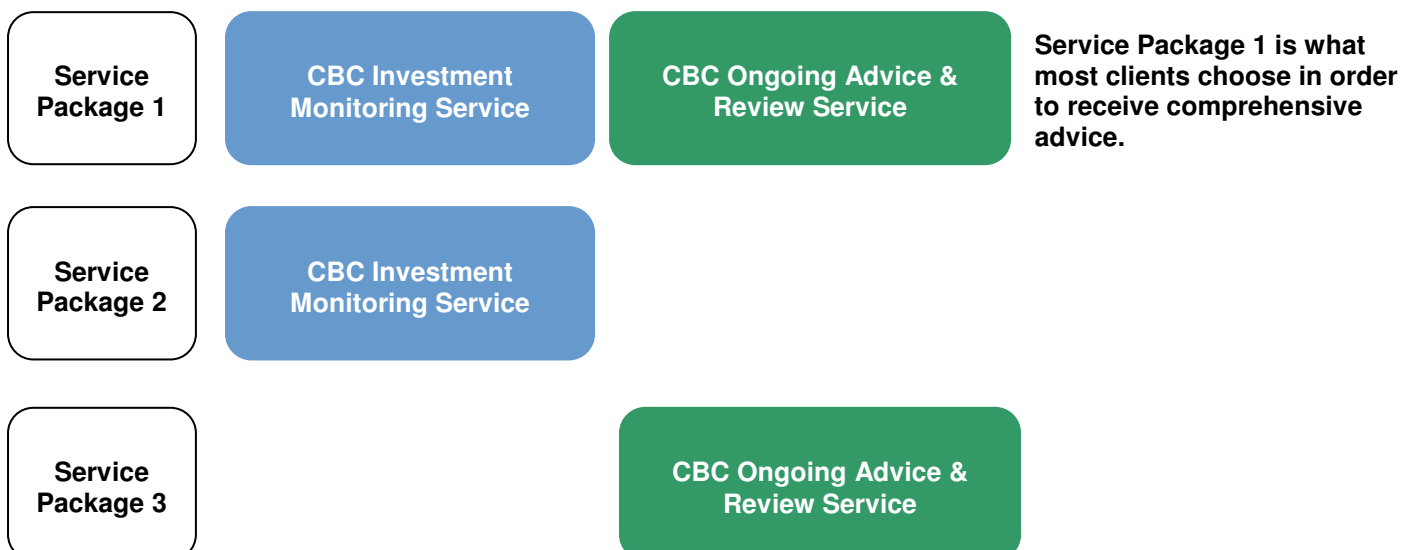 Service
Package 1
CBC Investment
Monitoring Service
CBC Ongoing Advice &
Review Service
Service Package 1 is what
most clients choose in order
to receive comprehensive
advice.
Service
Package 2
CBC Investment
Monitoring Service
Service
Package 3
CBC Ongoing Advice &
Review Service